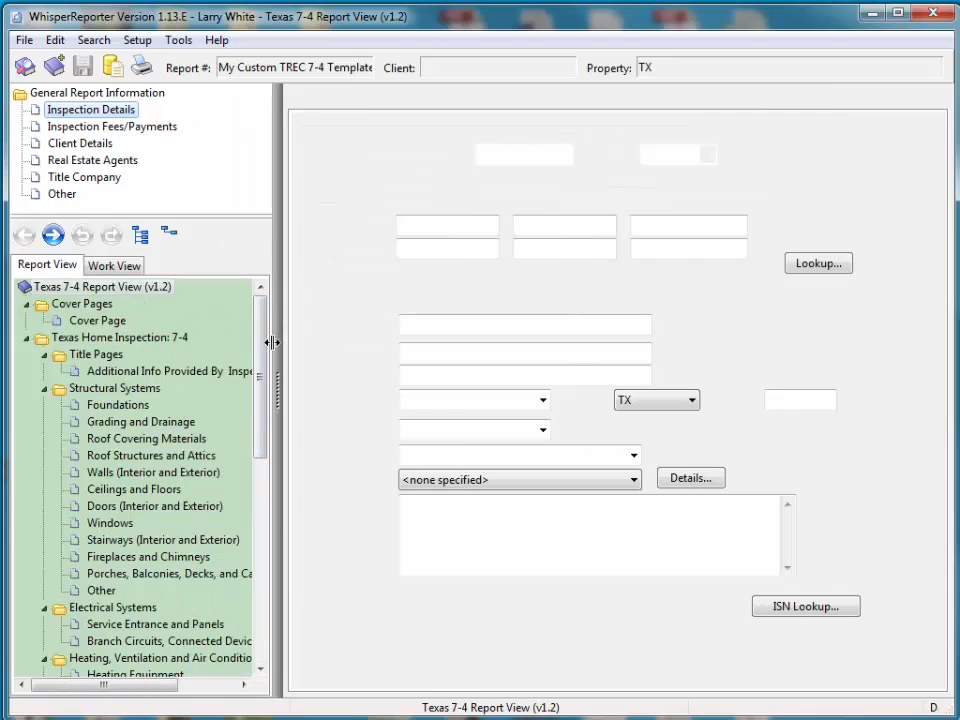 WhisperReporter Version 1.13.E - Larry White - Texas 7-4 Report View (v1.2)
File Edit Search Setup Tools Help
Report #: My Custom TREC 7-4 Template Client: Property: TX
General Report Information
Inspection Details
Inspection Fees/Payments
Client Details
Real Estate Agents
Title Company
Other
Report View Work View
Texas 7-4 Report View (v1.2)
Cover Pages
Cover Page
Texas Home Inspection: 7-4
Title Pages
Additional Info Provided By Inspe
Structural Systems
Foundations
Grading and Drainage
Roof Covering Materials
Roof Structures and Attics
Walls (Interior and Exterior)
Ceilings and Floors
Doors (Interior and Exterior)
Windows
Stairways (Interior and Exterior)
Fireplaces and Chimneys
Porches, Balconies, Decks, and Ca
Other
Electrical Systems
Service Entrance and Panels
Branch Circuits, Connected Devic
Heating, Ventilation and Air Conditio
Heating Equipment
Lookup...
TX
<none specified>
Details...
ISN Lookup...
Texas 7-4 Report View (v1.2)
D